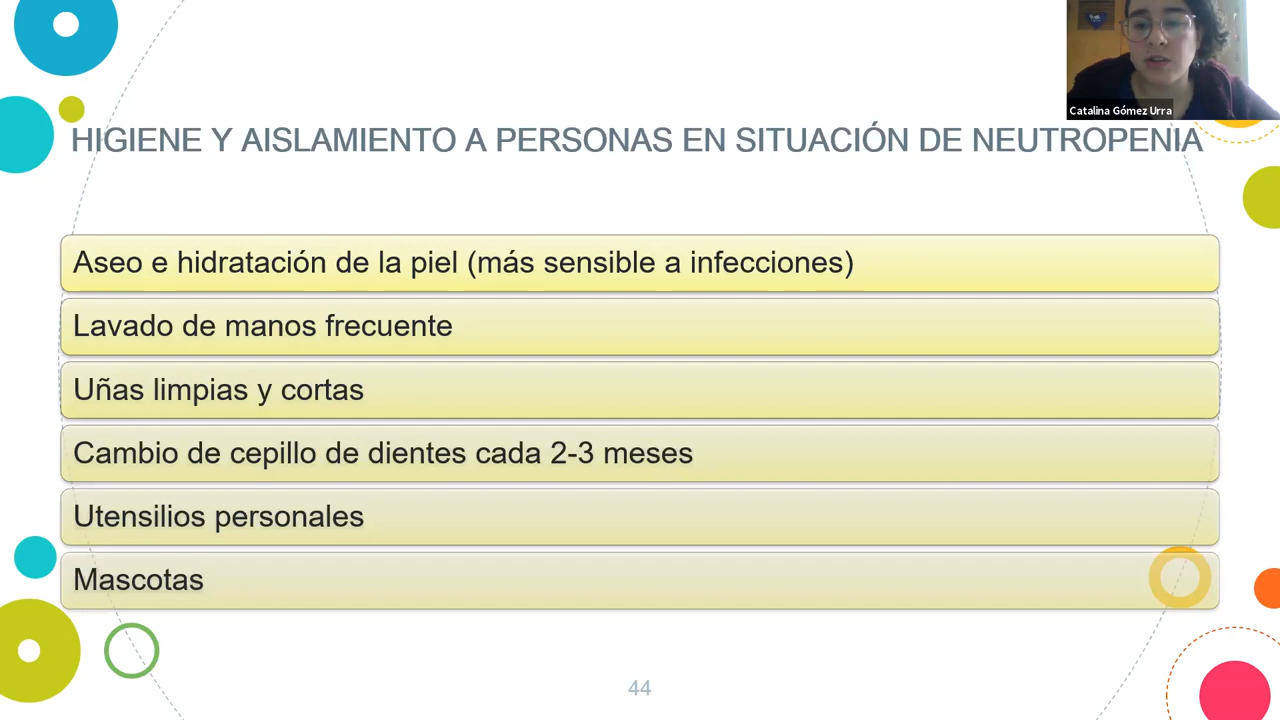 Catalina Gómez Urra
HIGIENE Y AISLAMIENTO A PERSONAS EN SITUACIÓN DE NEUTROPENIA
Aseo e hidratación de la piel (más sensible a infecciones)
Lavado de manos frecuente
Uñas limpias y cortas
Cambio de cepillo de dientes cada 2-3 meses
Utensilios personales
Mascotas
44